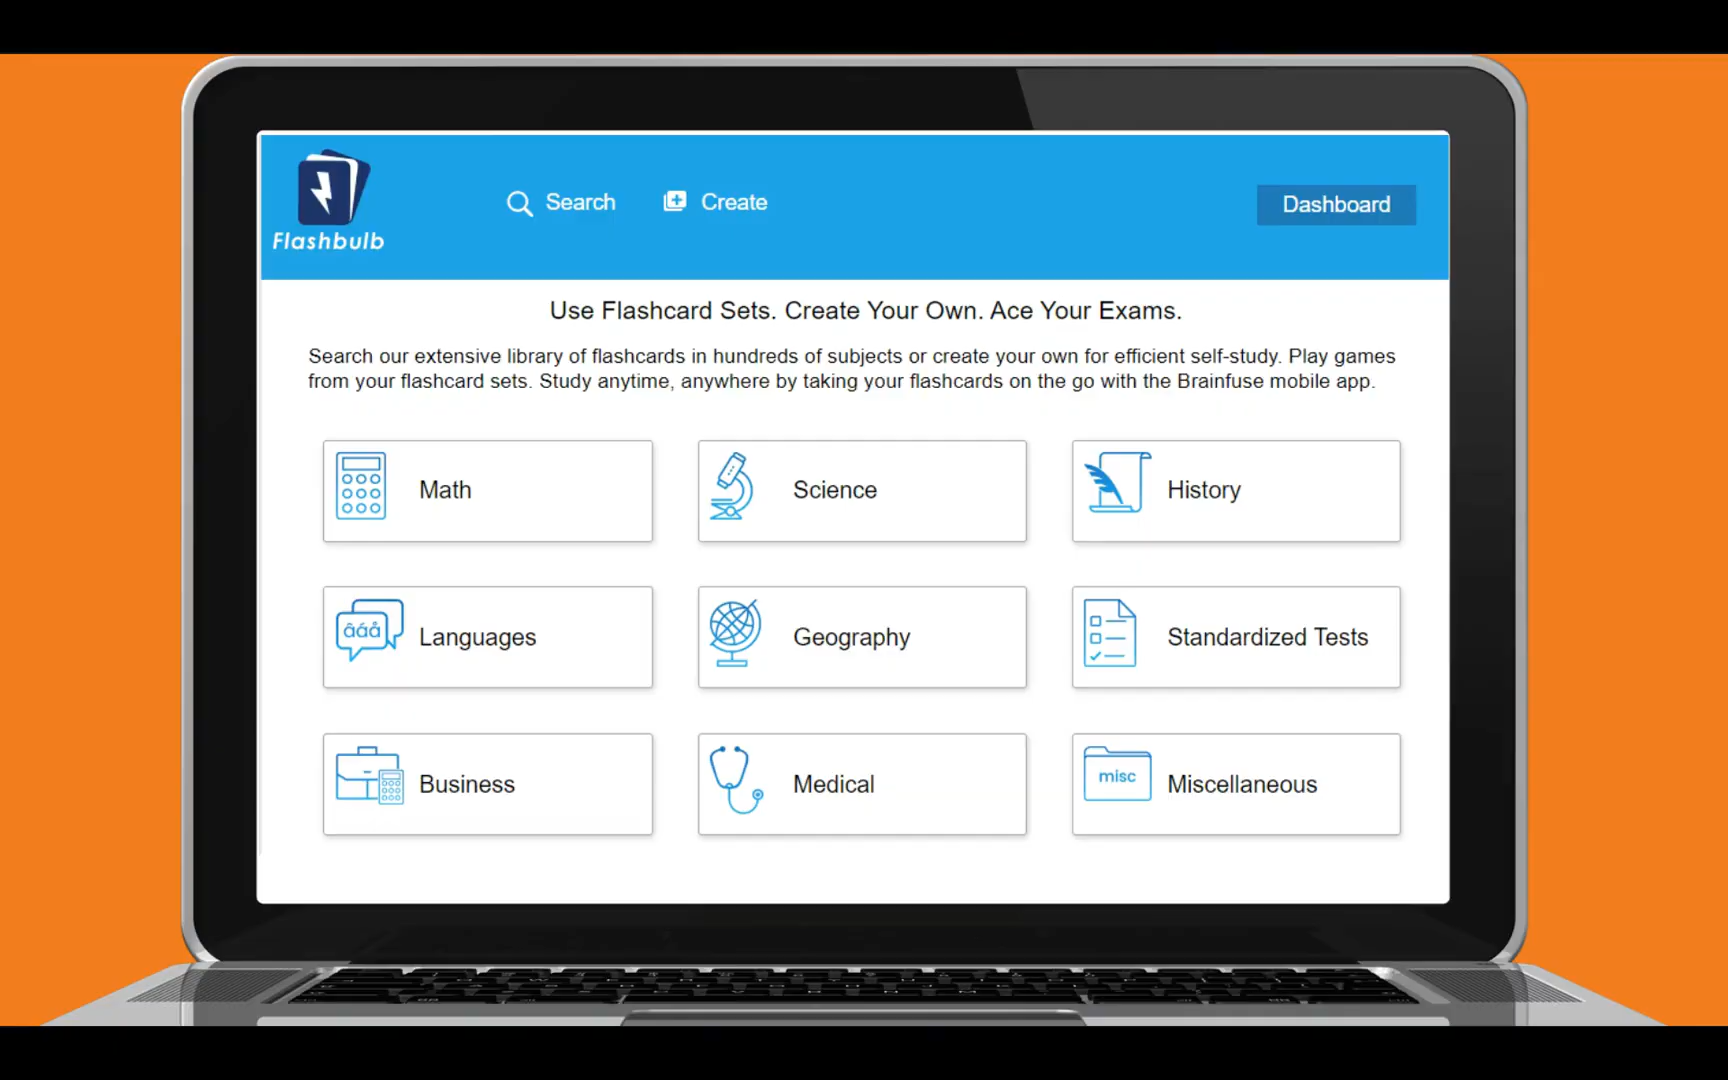 Flashbulb
Search
Create
Dashboard
Use Flashcard Sets. Create Your Own. Ace Your Exams.
Search our extensive library of flashcards in hundreds of subjects or create your own for efficient self-study. Play games
from your flashcard sets. Study anytime, anywhere by taking your flashcards on the go with the Brainfuse mobile app.
Math
Science
History
âáå
Languages
Geography
Standardized Tests
Business
Medical
misc
Miscellaneous